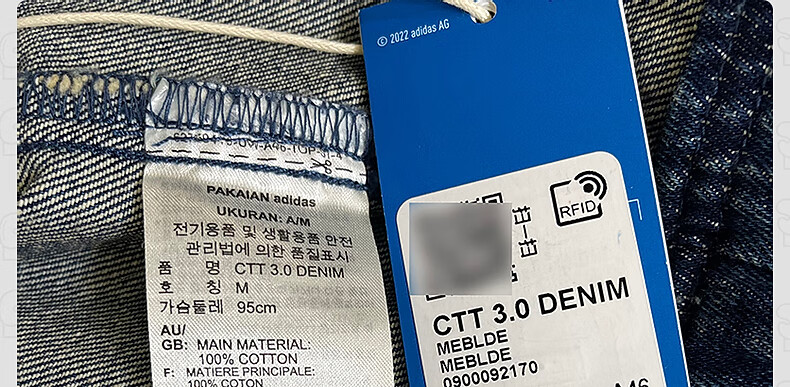 © 2022 adidas AG
PAKAIAN adidas
UKURAN: A/M
전기용품 및 생활용품 안전
관리법에 의한 품질표시
품 명 CTT 3.0 DENIM
호 칭 M
가슴둘레 95cm
AU/
GB: MAIN MATERIAL:
100% COTTON
F: MATIERE PRINCIPALE:
100% COTON
RFID
CTT 3.0 DENIM
MEBLDE
MEBLDE
0900092170
A46